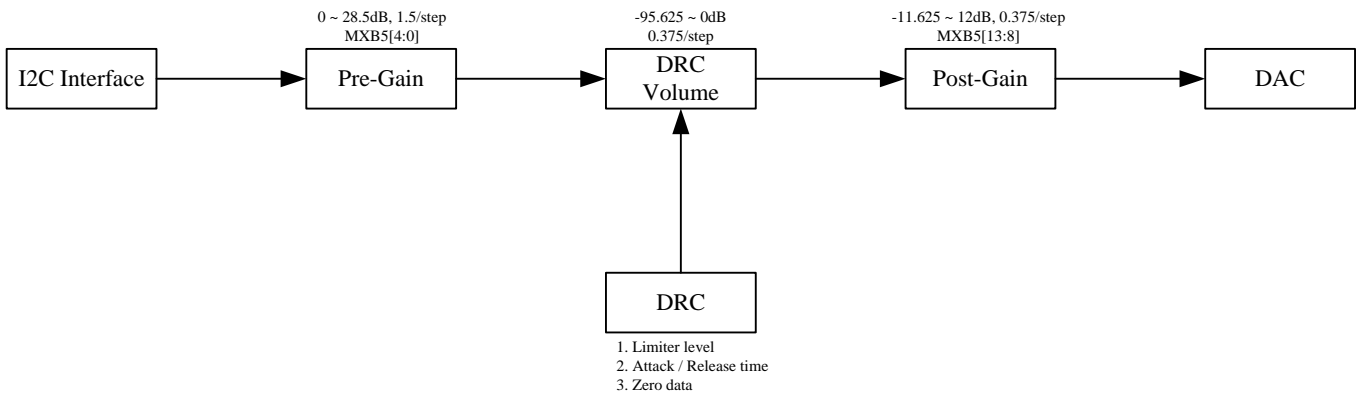 0 ~ 28.5dB, 1.5/step
MXB5[4:0]
-95.625 ~ 0dB
0.375/step
-11.625 ~ 12dB, 0.375/step
MXB5[13:8]
I2C Interface
Pre-Gain
DRC
Volume
Post-Gain
DAC
DRC
1. Limiter level
2. Attack / Release time
3. Zero data